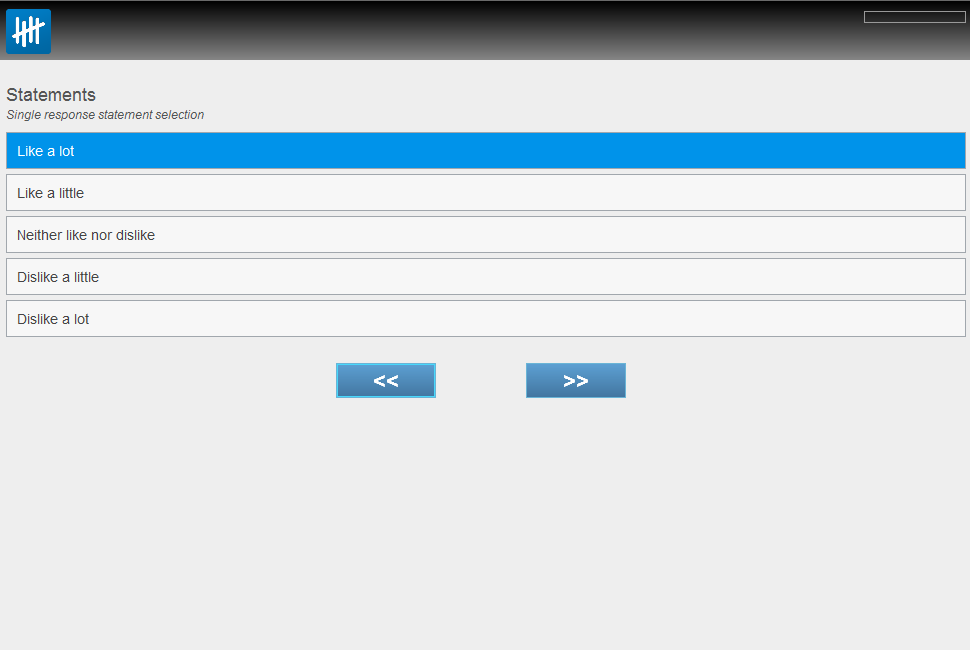 Statements
Single response statement selection
Like a lot
Like a little
Neither like nor dislike
Dislike a little
Dislike a lot
<< >>